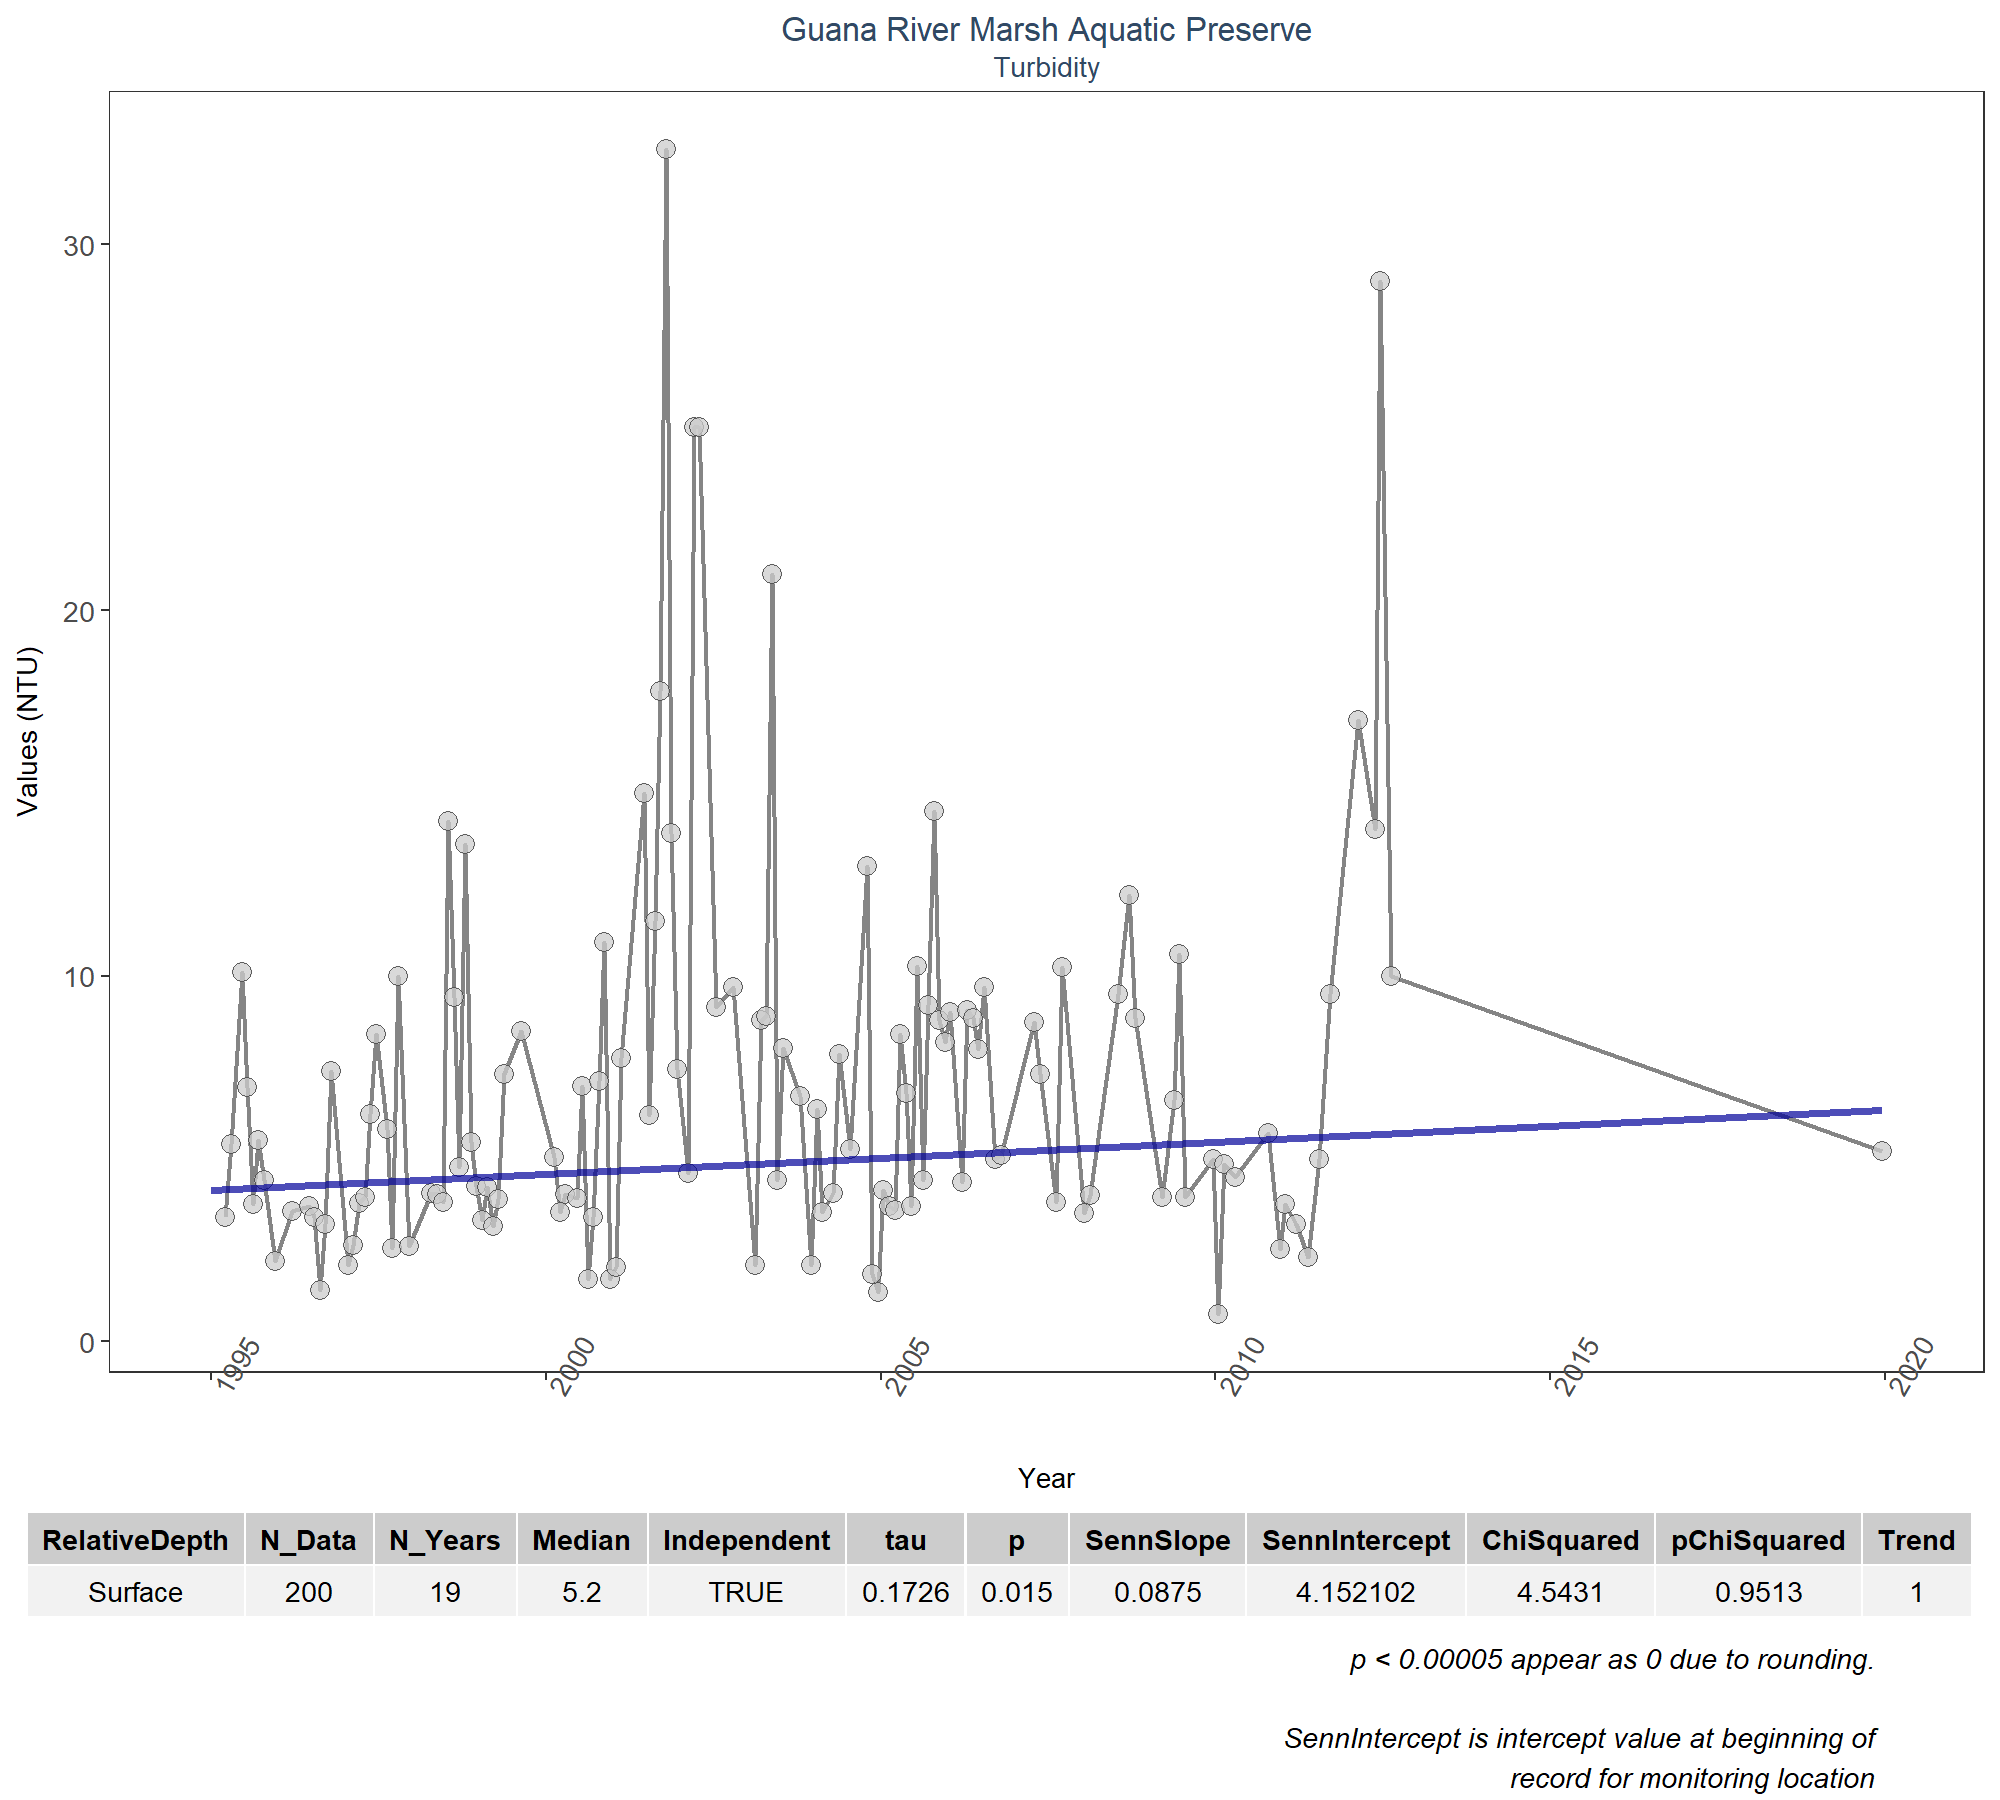 Guana River Marsh Aquatic Preserve
Turbidity
30
20
10
0
Values (NTU)
1995 2000 2005 2010 2015 2020
Year
RelativeDepth N_Data N_Years Median Independent tau p SennSlope SennIntercept ChiSquared pChiSquared Trend
Surface 200 19 5.2 TRUE 0.1726 0.015 0.0875 4.152102 4.5431 0.9513 1
p < 0.00005 appear as 0 due to rounding.
SennIntercept is intercept value at beginning of
record for monitoring location